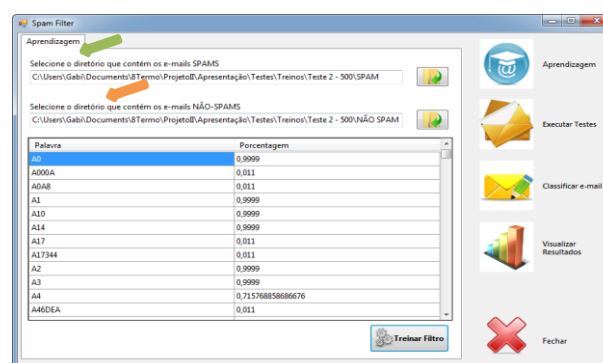 Spam Filter
Aprendizagem
Selecione o diretório que contém os e-mails SPAMS
C:\Users\Gabi\Documents\8Termo\ProjetoII\Apresentação\Testes\Treinos\Teste 2 - 500\SPAM
Selecione o diretório que contém os e-mails NÃO-SPAMS
C:\Users\Gabi\Documents\8Termo\ProjetoII\Apresentação\Testes\Treinos\Teste 2 - 500\NÃO SPAM
Palavra Porcentagem
A0 0,9999
A000A 0,011
A0A8 0,011
A1 0,9999
A10 0,9999
A14 0,9999
A17 0,011
A17344 0,011
A2 0,9999
A3 0,9999
A4 0,715768858686676
A46DEA 0,011
Treinar Filtro
Aprendizagem
Executar Testes
Classificar e-mail
Visualizar
Resultados
Fechar